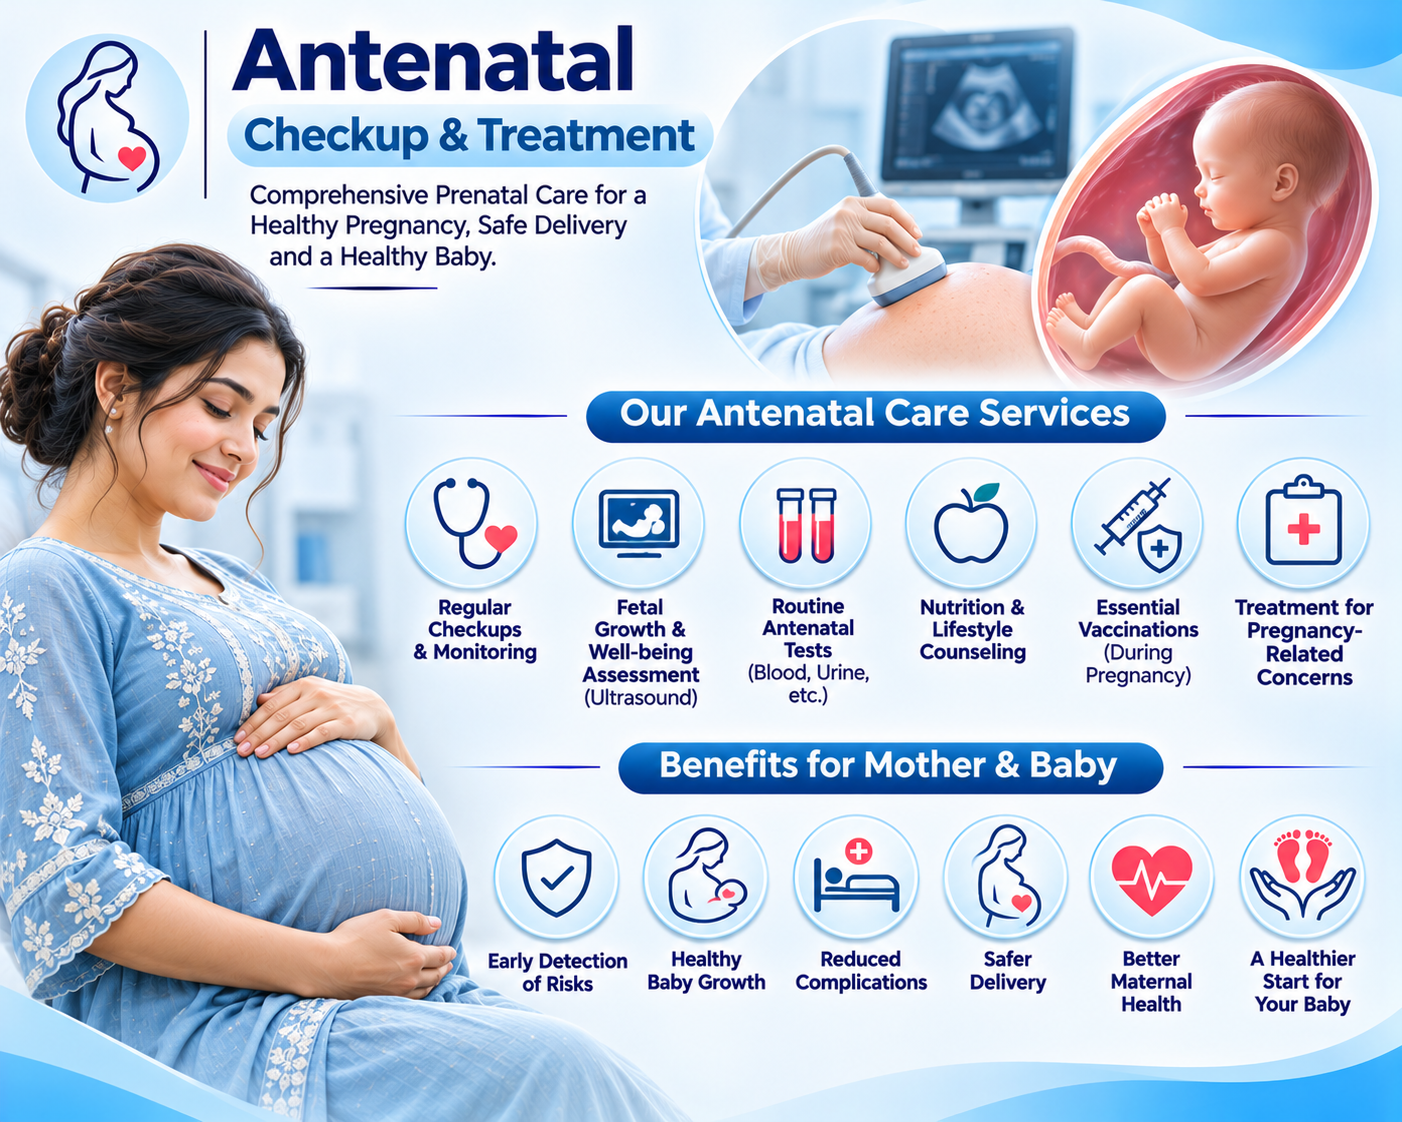 Antenatal
Checkup & Treatment
Comprehensive Prenatal Care for a
Healthy Pregnancy, Safe Delivery
and a Healthy Baby.
Our Antenatal Care Services
Regular
Checkups
& Monitoring
Fetal
Growth &
Well-being
Assessment
(Ultrasound)
Routine
Antenatal
Tests
(Blood, Urine,
etc.)
Nutrition &
Lifestyle
Counseling
Essential
Vaccinations
(During
Pregnancy)
Treatment for
Pregnancy-
Related
Concerns
Benefits for Mother & Baby
Early Detection
of Risks
Healthy
Baby Growth
Reduced
Complications
Safer
Delivery
Better
Maternal
Health
A Healthier
Start for
Your Baby